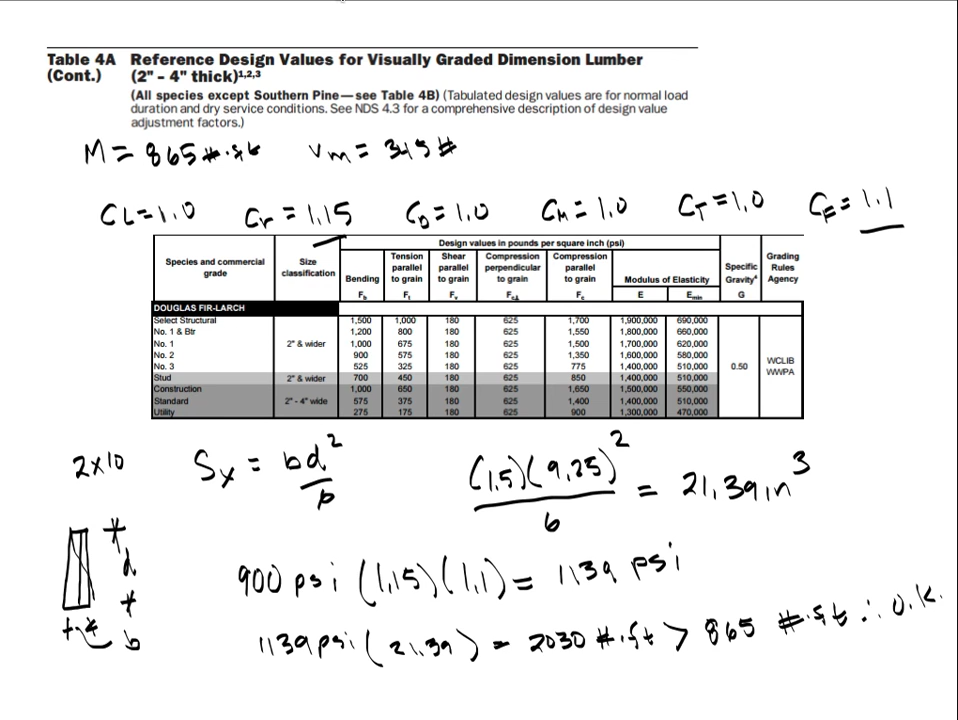 Table 4A Reference Design Values for Visually Graded Dimension Lumber
(Cont.) (2" – 4" thick)1,2,3
(All species except Southern Pine—see Table 4B) (Tabulated design values are for normal load
duration and dry service conditions. See NDS 4.3 for a comprehensive description of design value
adjustment factors.)
M = 865 #·ft Vm = 345 #
CL = 1.0 Cr = 1.15 CD = 1.0 CM = 1.0 CT = 1.0 CF = 1.1
Design values in pounds per square inch (psi)
Species and commercial grade Size classification Bending Tension parallel to grain Shear parallel to grain Compression perpendicular to grain Compression parallel to grain Modulus of Elasticity Specific Gravity4 Grading Rules Agency
Fb Ft Fv Fc⊥ Fc E Emin G
DOUGLAS FIR-LARCH
Select Structural 1,500 1,000 180 625 1,700 1,900,000 690,000
No. 1 & Btr 1,200 800 180 625 1,550 1,800,000 660,000
No. 1 2" & wider 1,000 675 180 625 1,500 1,700,000 620,000
No. 2 900 575 180 625 1,350 1,600,000 580,000
No. 3 525 325 180 625 775 1,400,000 510,000 0.50 WCLIB WWPA
Stud 2" & wider 700 450 180 625 850 1,400,000 510,000
Construction 1,000 650 180 625 1,650 1,500,000 550,000
Standard 2" - 4" wide 575 375 180 625 1,400 1,400,000 510,000
Utility 275 175 180 625 900 1,300,000 470,000
2x10 Sx = bd²/6 (1.5)(9.25)²/6 = 21.39 in³
d
b
900 psi (1.15)(1.1) = 1139 psi
1139 psi (21.39) = 2030 #·ft > 865 #·ft ∴ O.K.